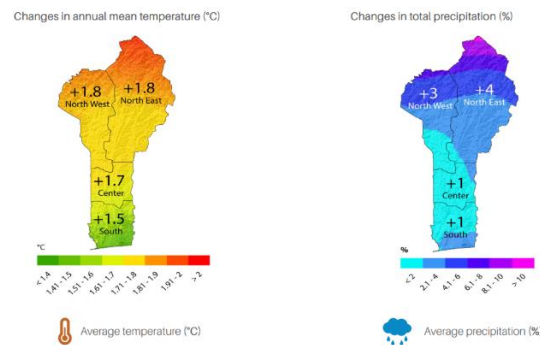 Changes in annual mean temperature (°C)
Changes in total precipitation (%)
+1.8
North West
+1.8
North East
+1.7
Center
+1.5
South
+3
North West
+4
North East
+1
Center
+1
South
°C
< 1.4
1.41 - 1.5
1.51 - 1.6
1.61 - 1.7
1.71 - 1.8
1.81 - 1.9
1.91 - 2
> 2
%
< 2
2.1 - 4
4.1 - 6
6.1 - 8
8.1 - 10
> 10
Average temperature (°C)
Average precipitation (%